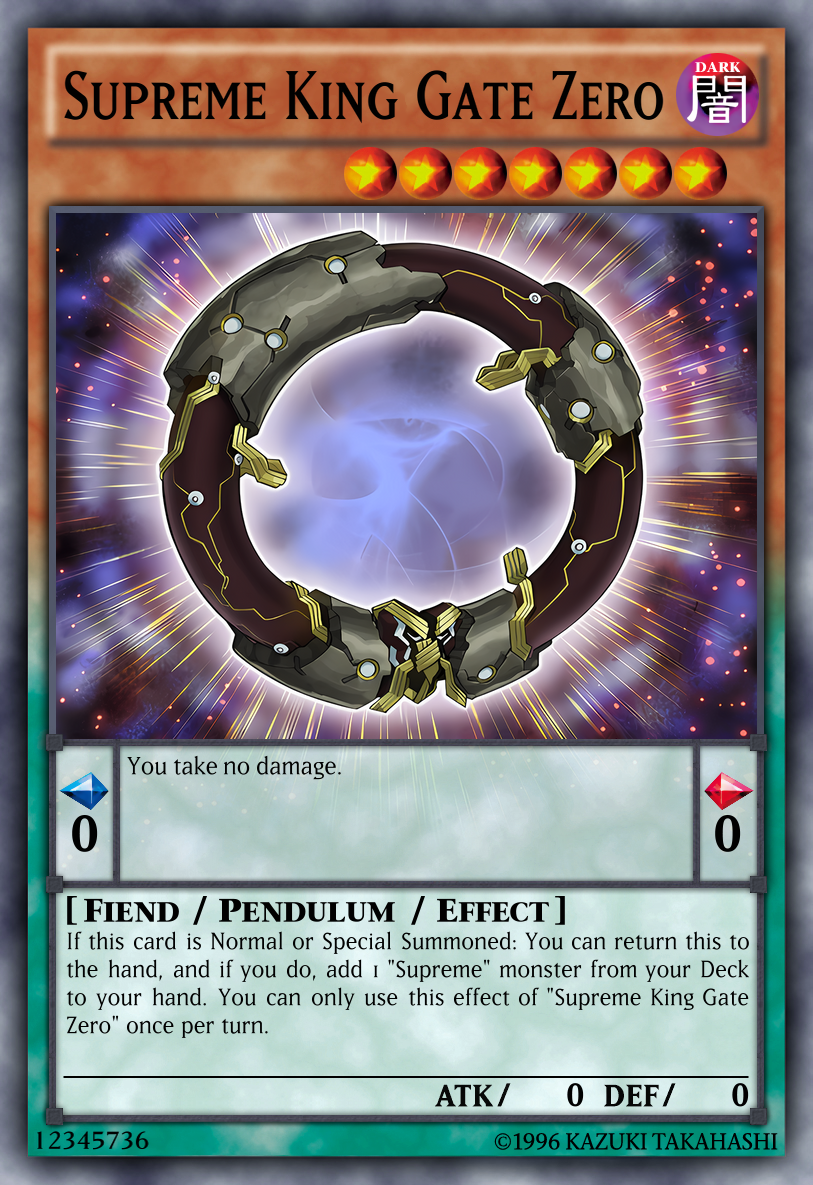 Supreme King Gate Zero
DARK
闇
You take no damage.
0
0
[ Fiend / Pendulum / Effect ]
If this card is Normal or Special Summoned: You can return this to
the hand, and if you do, add 1 "Supreme" monster from your Deck
to your hand. You can only use this effect of "Supreme King Gate
Zero" once per turn.
ATK/ 0 DEF/ 0
12345736
©1996 KAZUKI TAKAHASHI